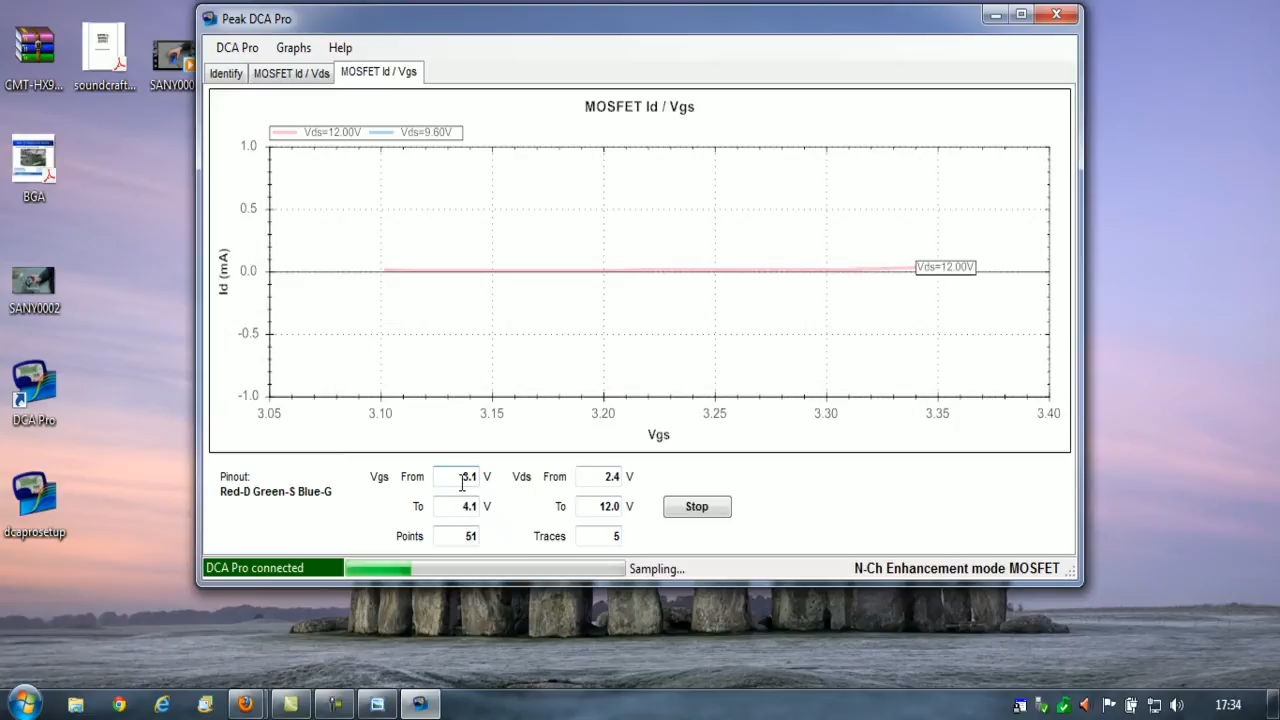 Peak DCA Pro
DCA Pro Graphs Help
Identify MOSFET Id / Vds MOSFET Id / Vgs
MOSFET Id / Vgs
Vds=12.00V Vds=9.60V
1.0
0.5
0.0
-0.5
-1.0
Id (mA)
Vds=12.00V
3.05 3.10 3.15 3.20 3.25 3.30 3.35 3.40
Vgs
Pinout:
Red-D Green-S Blue-G
Vgs From 3.1 V Vds From 2.4 V
To 4.1 V To 12.0 V Stop
Points 51 Traces 5
DCA Pro connected Sampling... N-Ch Enhancement mode MOSFET
CMT-HX9... soundcraft... SANY000
BGA
SANY0002
DCA Pro
dcaprosetup
17:34